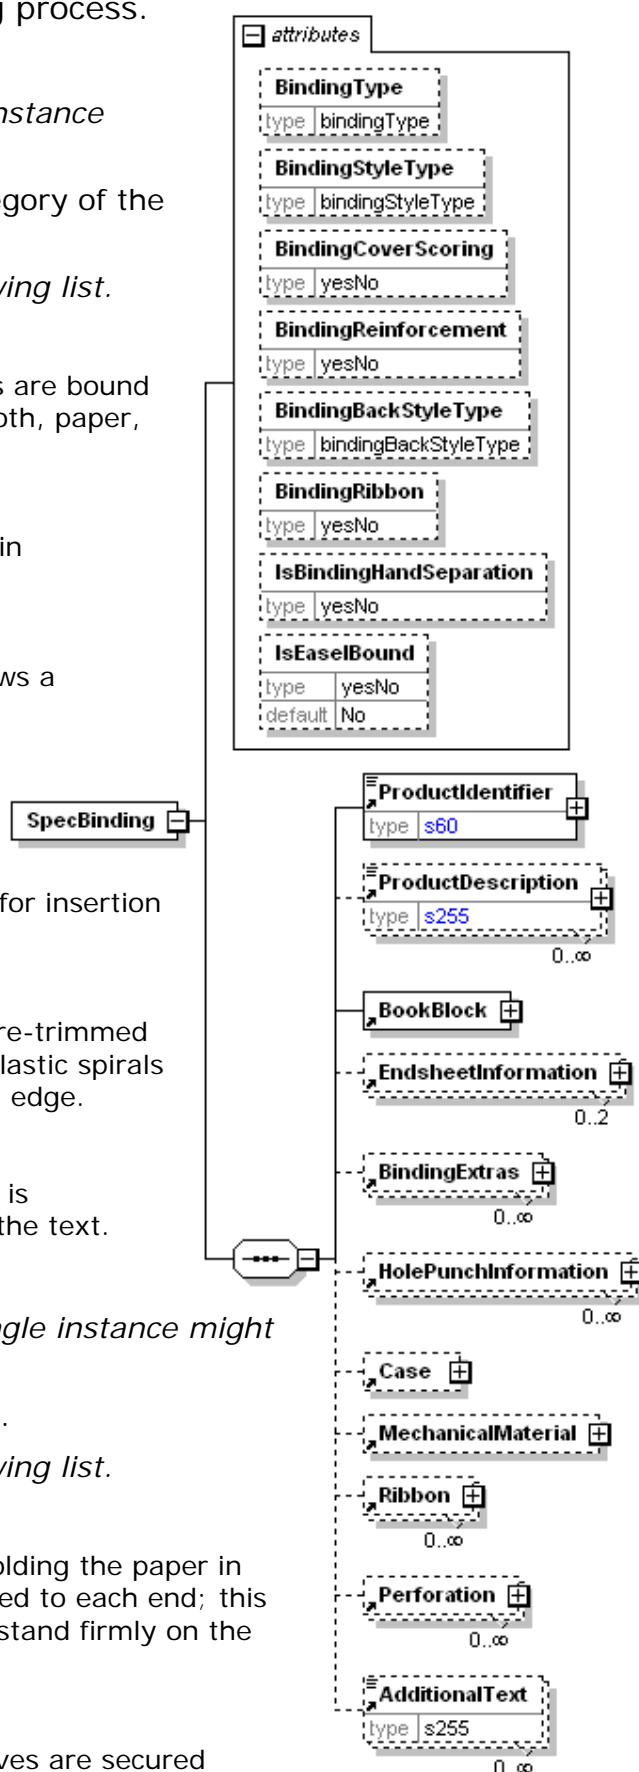 g process.
nstance
egory of the
ving list.
s are bound
oth, paper,
in
ws a
for insertion
re-trimmed
lastic spirals
edge.
is
the text.
ngle instance might
.
ving list.
olding the paper in
ed to each end; this
stand firmly on the
ves are secured
attributes
BindingType
type bindingType
BindingStyleType
type bindingStyleType
BindingCoverScoring
type yesNo
BindingReinforcement
type yesNo
BindingBackStyleType
type bindingBackStyleType
BindingRibbon
type yesNo
IsBindingHandSeparation
type yesNo
IsEaselBound
type yesNo
default No
SpecBinding
ProductIdentifier
type s60
ProductDescription
type s255
0..∞
BookBlock
EndsheetInformation
0..2
BindingExtras
0..∞
HolePunchInformation
0..∞
Case
MechanicalMaterial
Ribbon
0..∞
Perforation
0..∞
AdditionalText
type s255
0..∞